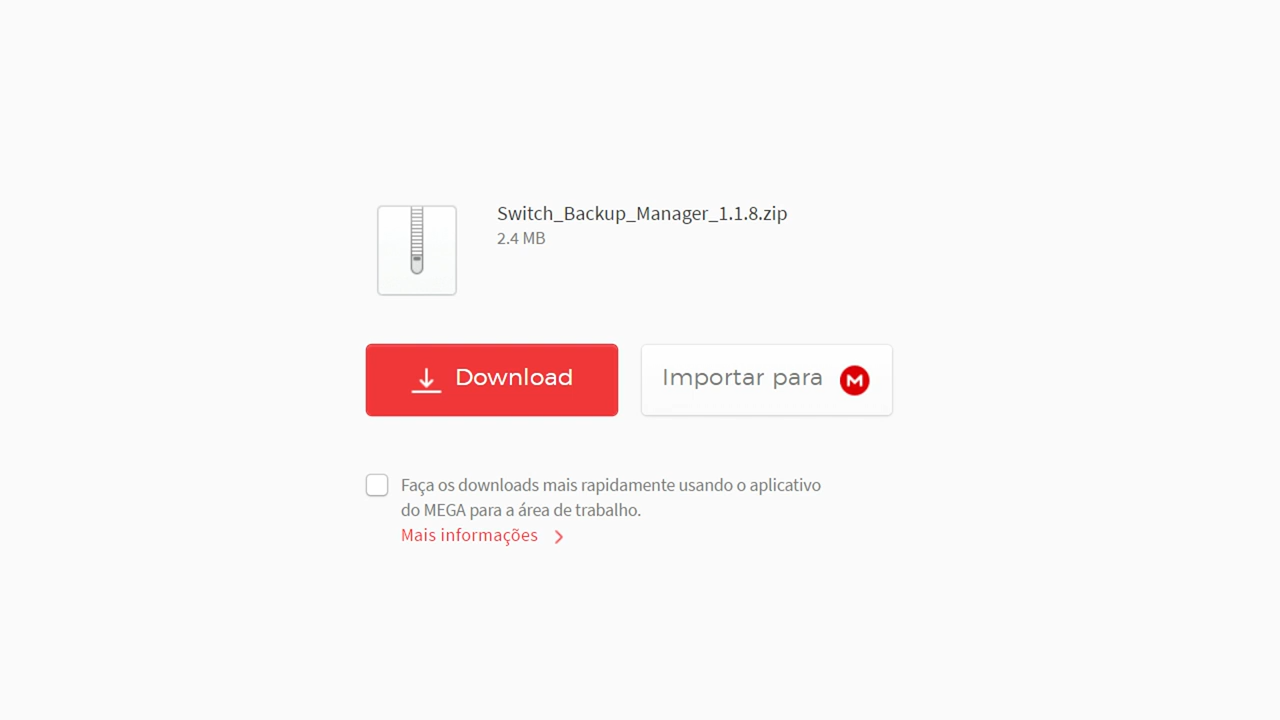 Switch_Backup_Manager_1.1.8.zip
2.4 MB
Download
Importar para M
Faça os downloads mais rapidamente usando o aplicativo
do MEGA para a área de trabalho.
Mais informações